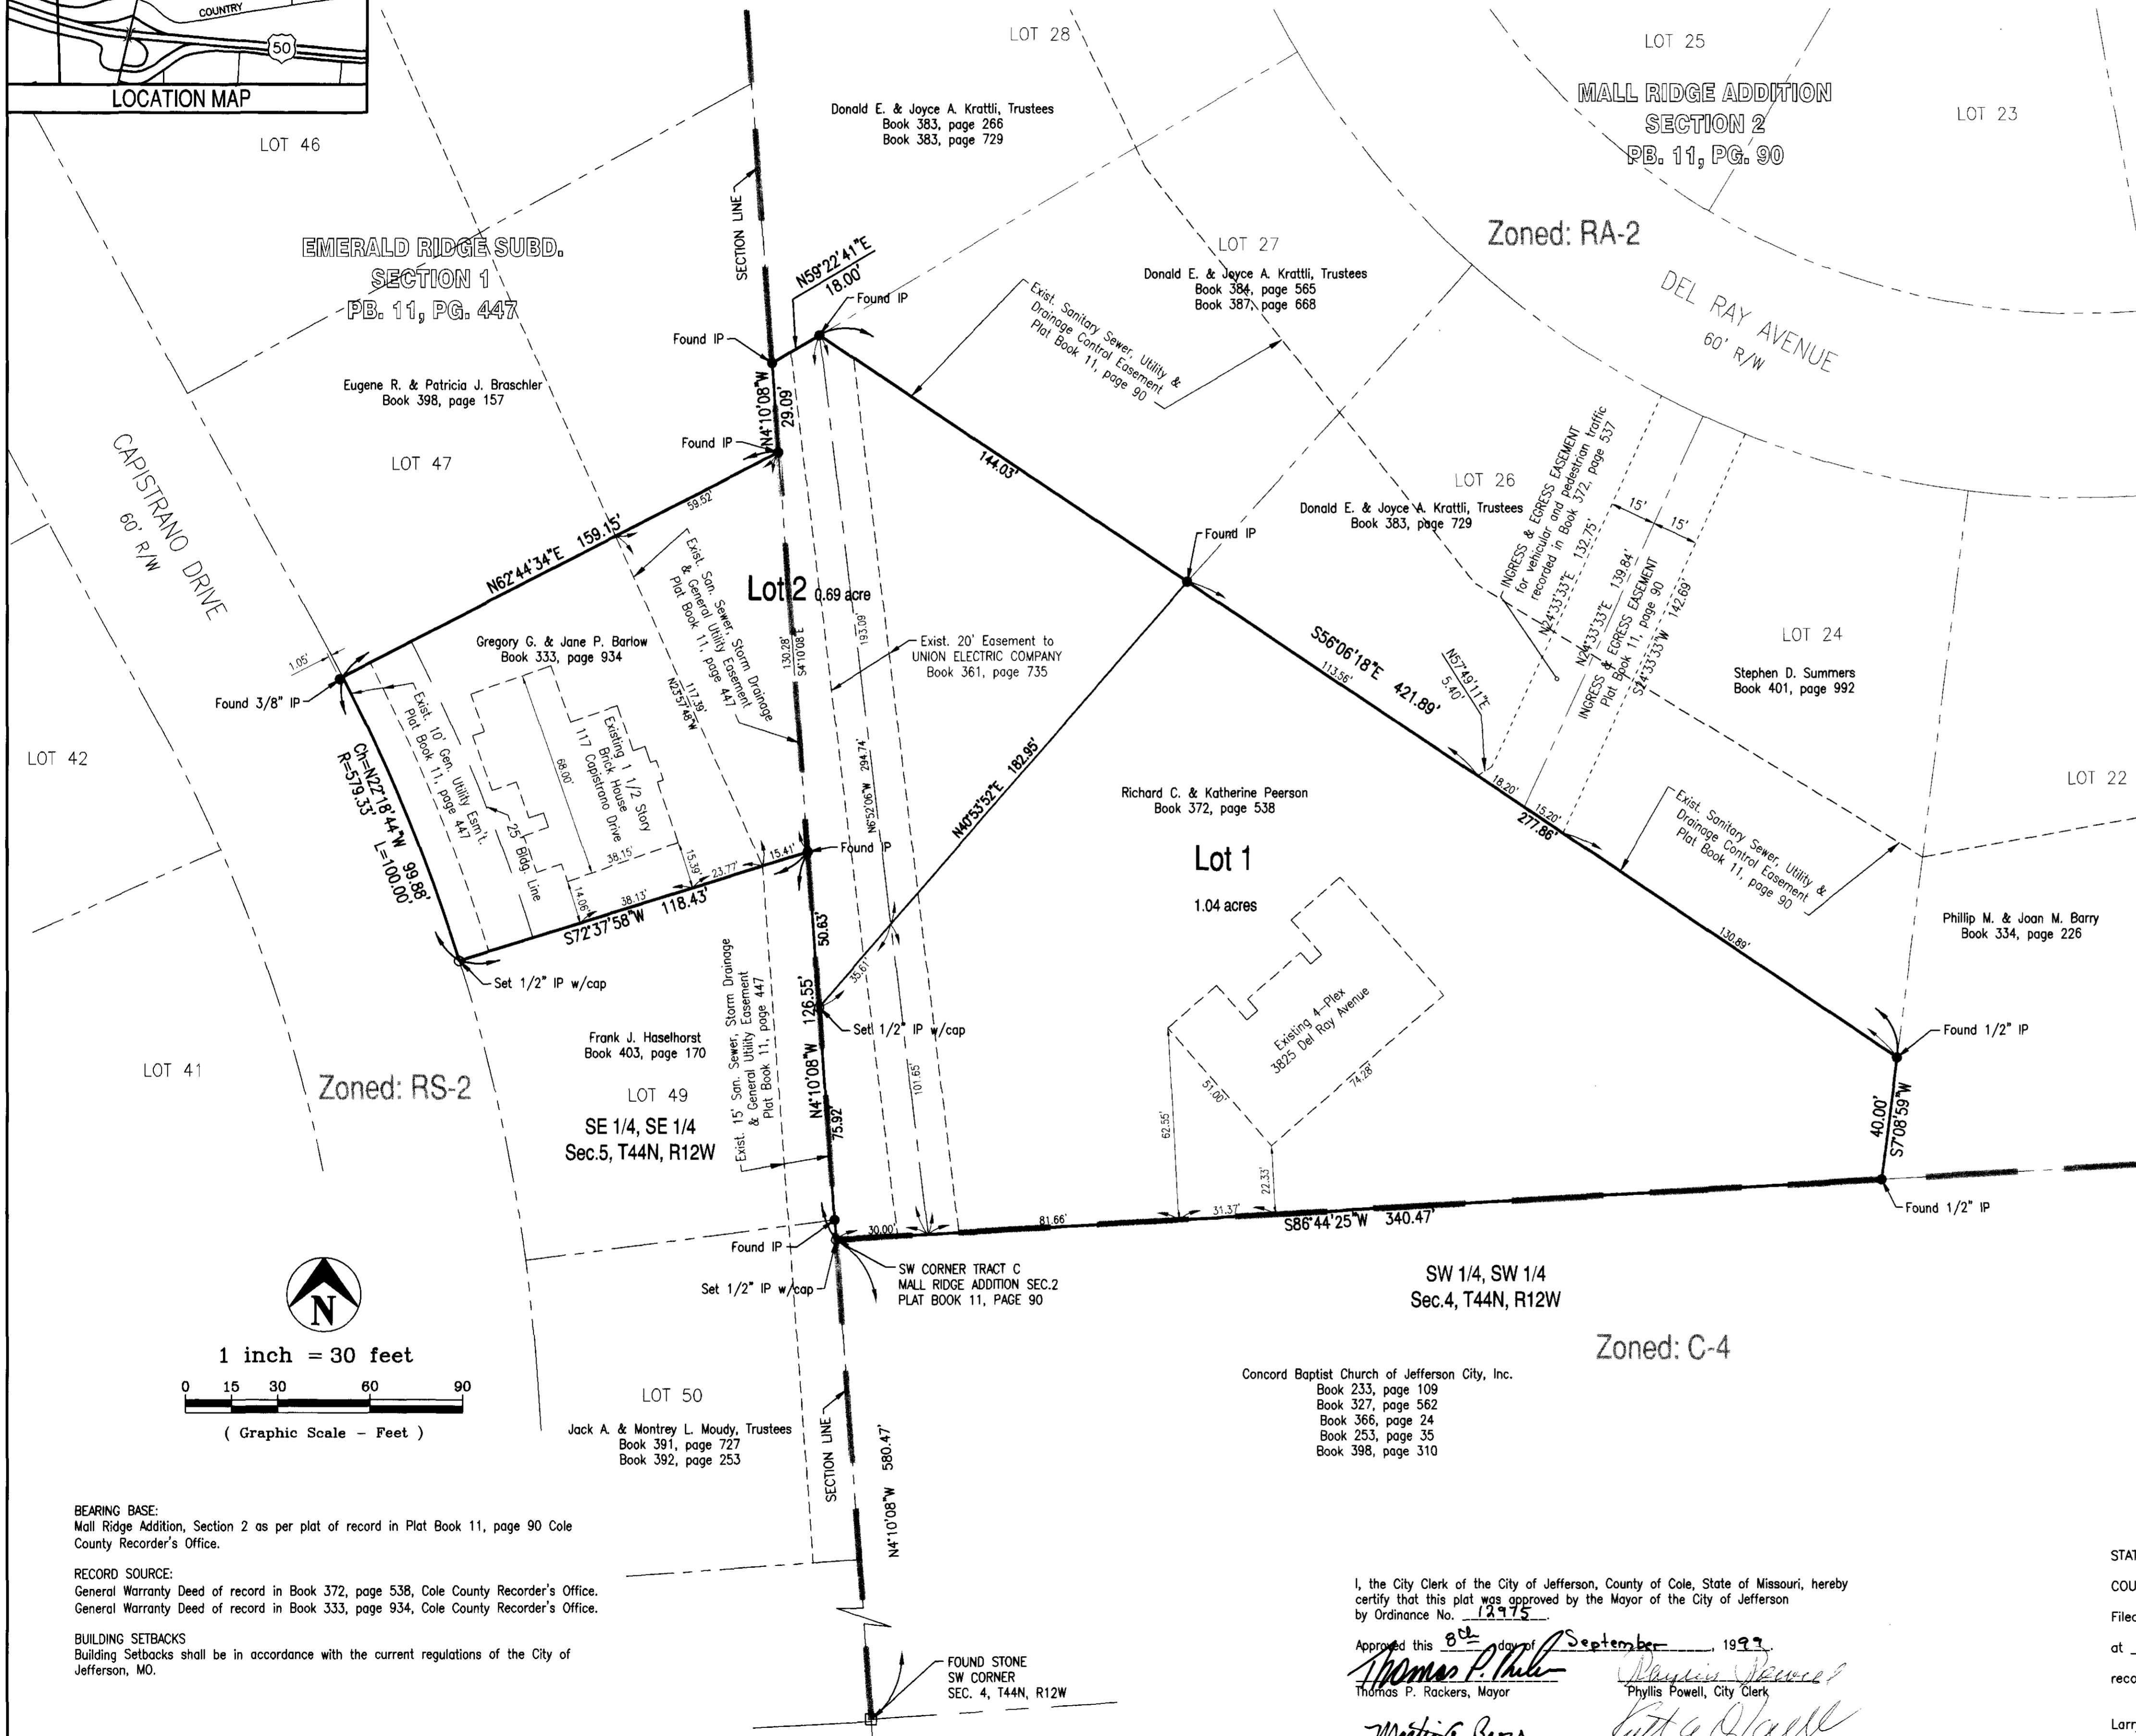 COUNTRY
50
LOCATION MAP
LOT 46
LOT 28
LOT 25
LOT 23
MALL RIDGE ADDITION
SECTION 2
PB. 11, PG. 90
Donald E. & Joyce A. Krattli, Trustees
Book 383, page 266
Book 383, page 729
SECTION LINE
EMERALD RIDGE SUBD.
SECTION 1
PB. 11, PG. 447
N59°22'41"E
18.00'
Found IP
Found IP
Found IP
N4°10'08"W
29.09'
LOT 27
Donald E. & Joyce A. Krattli, Trustees
Book 384, page 565
Book 387, page 668
Zoned: RA-2
DEL RAY AVENUE
60' R/W
Exist. Sanitary Sewer, Utility &
Drainage Control Easement
Plat Book 11, page 90
Eugene R. & Patricia J. Braschler
Book 398, page 157
CAPISTRANO DRIVE
60' R/W
LOT 47
59.52'
144.03'
LOT 26
Donald E. & Joyce A. Krattli, Trustees
Book 383, page 729
Found IP
INGRESS & EGRESS EASEMENT
for vehicular and pedestrian traffic
recorded in Book 372, page 537
15'
15'
N24°33'33"E 132.75'
N24°33'33"E 139.84'
INGRESS & EGRESS EASEMENT
Plat Book 11, page 90
S24°33'33"W 142.69'
N62°44'34"E 159.15'
Exist. San. Sewer, Storm Drainage
& General Utility Easement
Plat Book 11, page 447
117.39'
N23°57'48"W
Lot 2 0.69 acre
130.28'
S4°10'08"E
193.09'
Exist. 20' Easement to
UNION ELECTRIC COMPANY
Book 361, page 735
Gregory G. & Jane P. Barlow
Book 333, page 934
1.05'
Found 3/8" IP
LOT 24
Stephen D. Summers
Book 401, page 992
S56°06'18"E 421.89'
113.56'
N57°49'11"E
5.40'
Ch=N22°18'44"W 99.88'
R=579.33' L=100.00'
Exist. 10' Gen. Utility Esm't.
Plat Book 11, page 447
25' Bldg. Line
68.00'
Existing 1 1/2 Story
Brick House
117 Capistrano Drive
38.15'
14.06'
15.39'
38.13'
23.77'
15.41'
S72°37'58"W 118.43'
Found IP
N6°52'06"W 294.74'
N40°53'52"E 182.95'
LOT 42
LOT 22
Richard C. & Katherine Peerson
Book 372, page 538
Lot 1
1.04 acres
18.20'
15.20'
277.86'
Exist. Sanitary Sewer, Utility &
Drainage Control Easement
Plat Book 11, page 90
130.89'
Phillip M. & Joan M. Barry
Book 334, page 226
Set 1/2" IP w/cap
50.63'
35.61'
Set 1/2" IP w/cap
Exist. 15' San. Sewer, Storm Drainage
& General Utility Easement
Plat Book 11, page 447
N4°10'08"W 126.55'
75.92'
101.65'
Frank J. Haselhorst
Book 403, page 170
LOT 49
SE 1/4, SE 1/4
Sec.5, T44N, R12W
LOT 41
Zoned: RS-2
Existing 4-Plex
3825 Del Ray Avenue
51.00'
74.28'
62.55'
22.33'
Found 1/2" IP
40.00'
S7°08'59"W
Found 1/2" IP
30.00'
81.66'
31.37'
S86°44'25"W 340.47'
Found IP
Set 1/2" IP w/cap
SW CORNER TRACT C
MALL RIDGE ADDITION SEC.2
PLAT BOOK 11, PAGE 90
SW 1/4, SW 1/4
Sec.4, T44N, R12W
Zoned: C-4
N
1 inch = 30 feet
0 15 30 60 90
( Graphic Scale - Feet )
LOT 50
Jack A. & Montrey L. Moudy, Trustees
Book 391, page 727
Book 392, page 253
SECTION LINE
N4°10'08"W 580.47'
Concord Baptist Church of Jefferson City, Inc.
Book 233, page 109
Book 327, page 562
Book 366, page 24
Book 253, page 35
Book 398, page 310
BEARING BASE:
Mall Ridge Addition, Section 2 as per plat of record in Plat Book 11, page 90 Cole
County Recorder's Office.
RECORD SOURCE:
General Warranty Deed of record in Book 372, page 538, Cole County Recorder's Office.
General Warranty Deed of record in Book 333, page 934, Cole County Recorder's Office.
BUILDING SETBACKS
Building Setbacks shall be in accordance with the current regulations of the City of
Jefferson, MO.
FOUND STONE
SW CORNER
SEC. 4, T44N, R12W
I, the City Clerk of the City of Jefferson, County of Cole, State of Missouri, hereby
certify that this plat was approved by the Mayor of the City of Jefferson
by Ordinance No. 12975.
Approved this 8th day of September, 1999.
Thomas P. Rackers, Mayor
Phyllis Powell, City Clerk
STAT
COU
Filed
at
reco
Larr